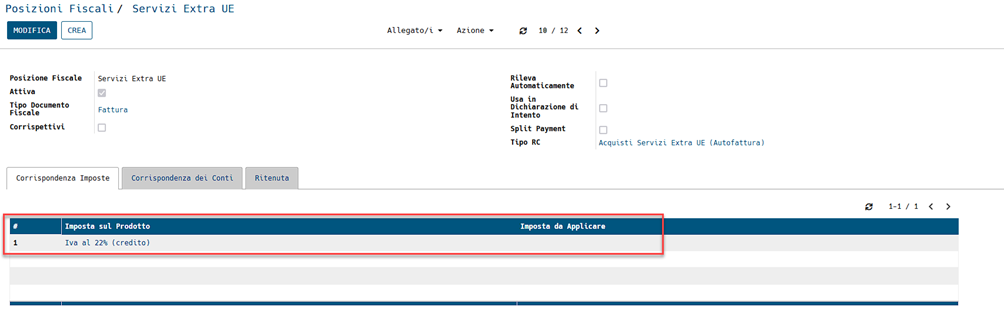 Posizioni Fiscali / Servizi Extra UE
MODIFICA CREA Allegato/i Azione 10 / 12
Posizione Fiscale Servizi Extra UE
Attiva
Tipo Documento Fiscale Fattura
Corrispettivi
Rileva Automaticamente
Usa in Dichiarazione di Intento
Split Payment
Tipo RC Acquisti Servizi Extra UE (Autofattura)
Corrispondenza Imposte Corrispondenza dei Conti Ritenuta
1-1 / 1
# Imposta sul Prodotto Imposta da Applicare
1 Iva al 22% (credito)